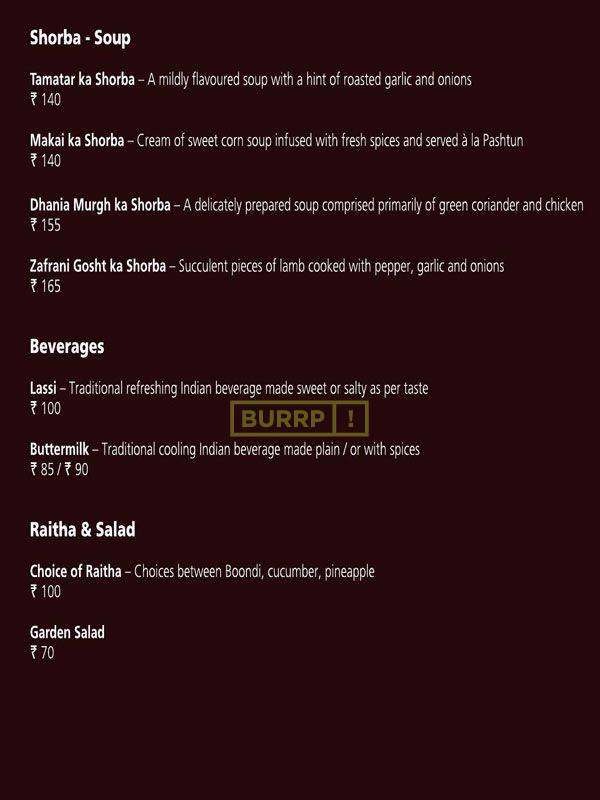 Shorba - Soup
Tamatar ka Shorba – A mildly flavoured soup with a hint of roasted garlic and onions
₹ 140
Makai ka Shorba – Cream of sweet corn soup infused with fresh spices and served à la Pashtun
₹ 140
Dhania Murgh ka Shorba – A delicately prepared soup comprised primarily of green coriander and chicken
₹ 155
Zafrani Gosht ka Shorba – Succulent pieces of lamb cooked with pepper, garlic and onions
₹ 165
Beverages
Lassi – Traditional refreshing Indian beverage made sweet or salty as per taste
₹ 100
BURRP !
Buttermilk – Traditional cooling Indian beverage made plain / or with spices
₹ 85 / ₹ 90
Raitha & Salad
Choice of Raitha – Choices between Boondi, cucumber, pineapple
₹ 100
Garden Salad
₹ 70